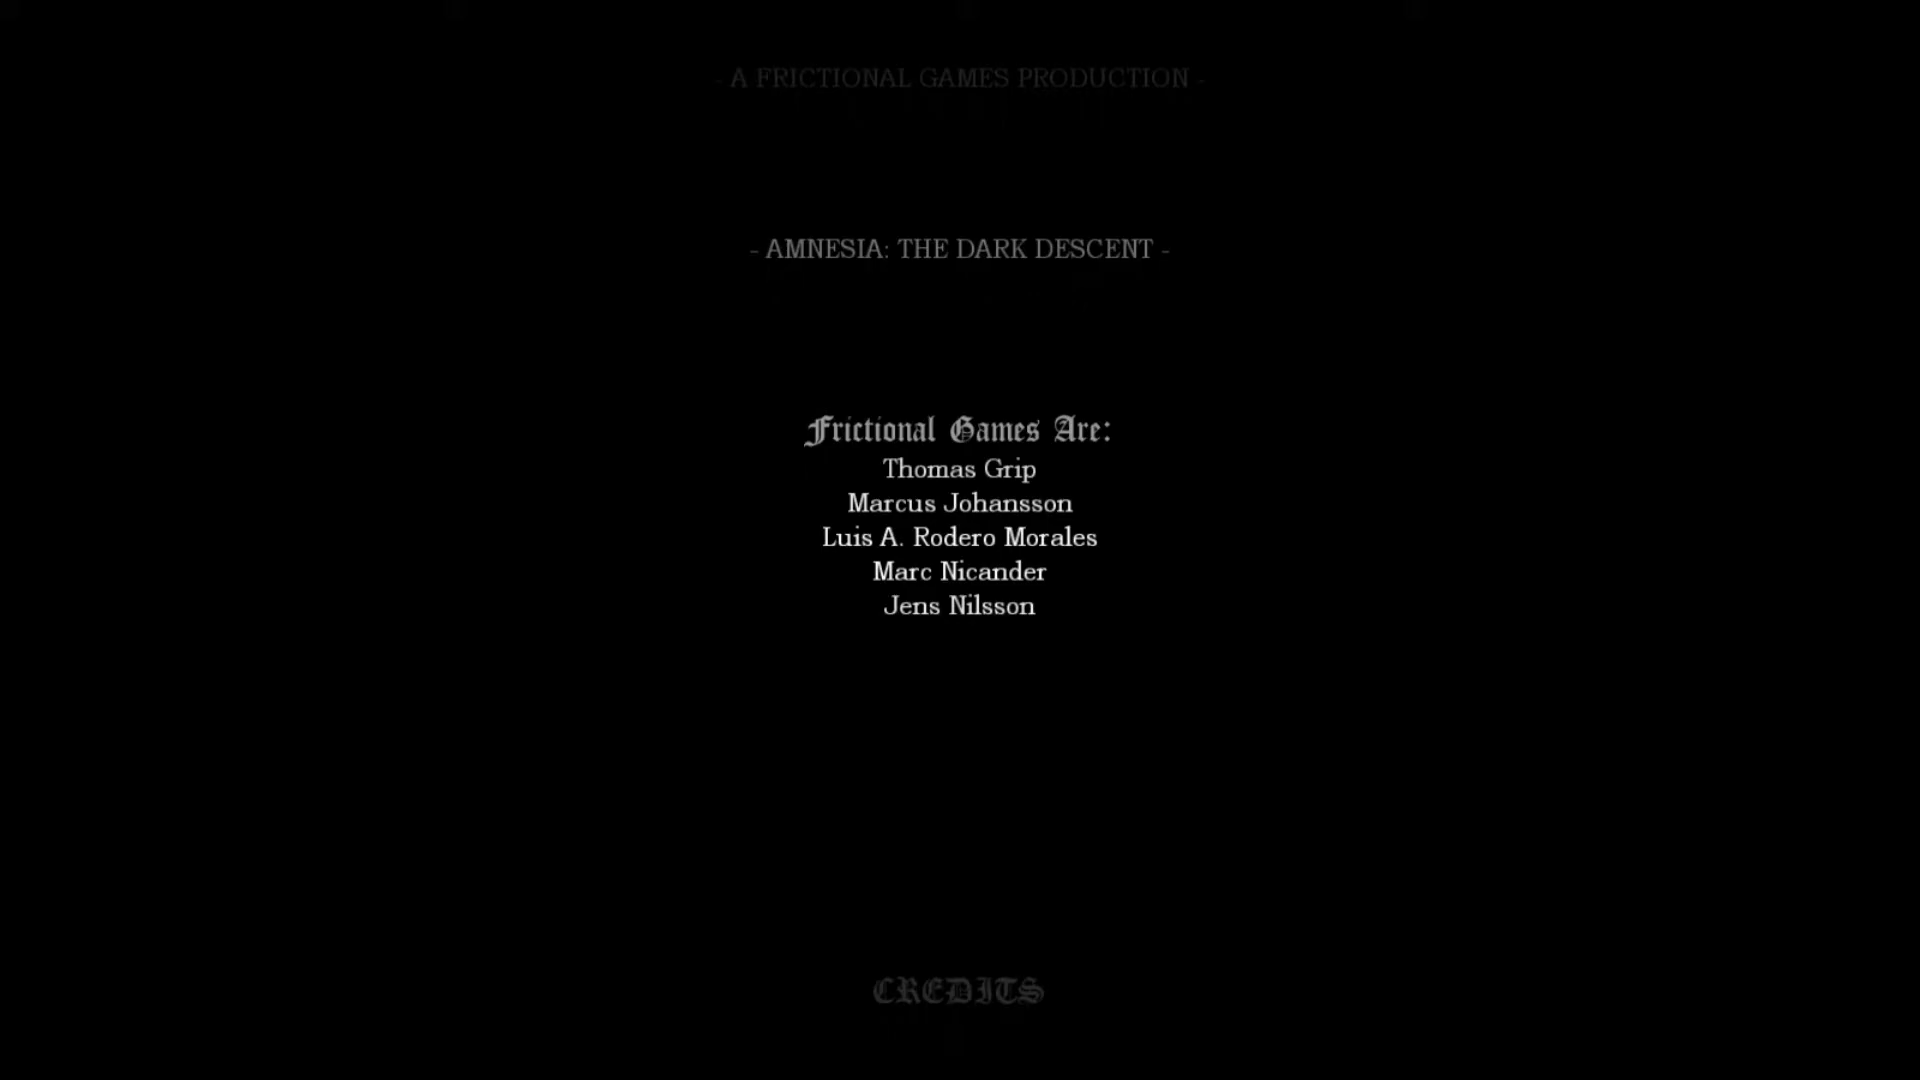 - A FRICTIONAL GAMES PRODUCTION -
- AMNESIA: THE DARK DESCENT -
Frictional Games Are:
Thomas Grip
Marcus Johansson
Luis A. Rodero Morales
Marc Nicander
Jens Nilsson
CREDITS